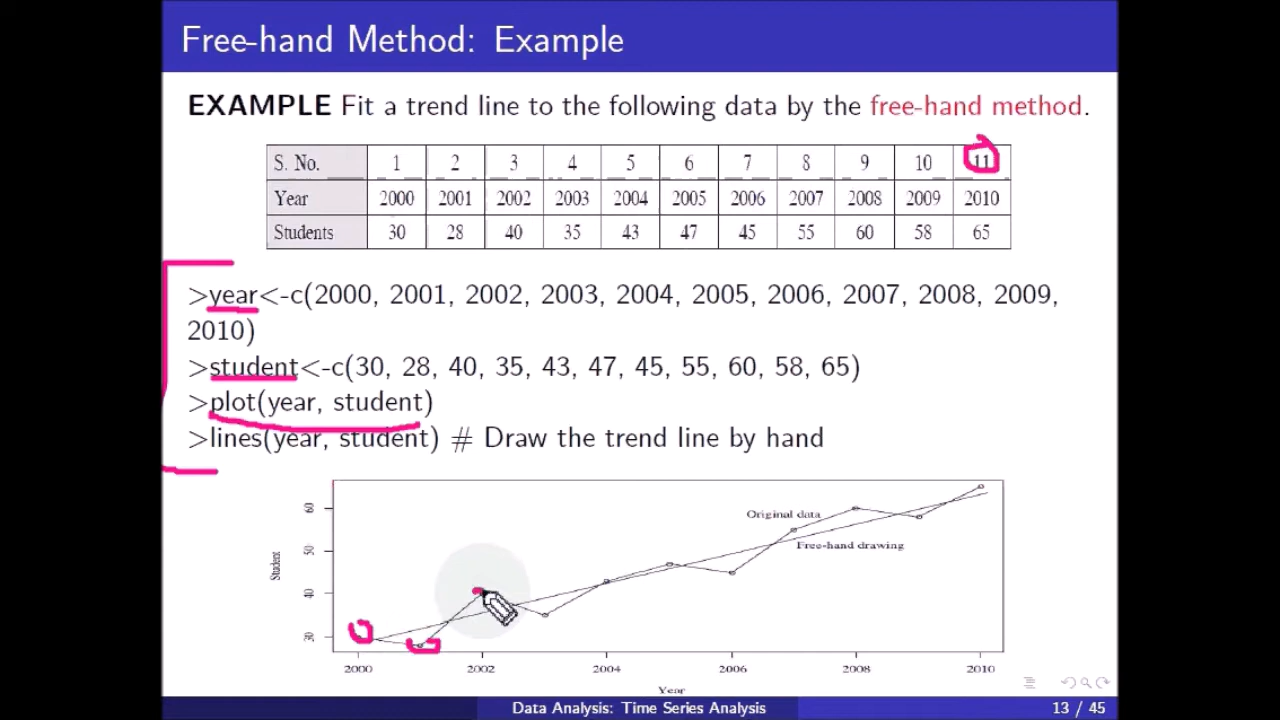 Free-hand Method: Example
EXAMPLE Fit a trend line to the following data by the free-hand method.
S. No. 1 2 3 4 5 6 7 8 9 10 11
Year 2000 2001 2002 2003 2004 2005 2006 2007 2008 2009 2010
Students 30 28 40 35 43 47 45 55 60 58 65
>year<-c(2000, 2001, 2002, 2003, 2004, 2005, 2006, 2007, 2008, 2009,
2010)
>student<-c(30, 28, 40, 35, 43, 47, 45, 55, 60, 58, 65)
>plot(year, student)
>lines(year, student) # Draw the trend line by hand
Student
60
50
40
30
Original data
Free-hand drawing
2000 2002 2004 2006 2008 2010
Year
Data Analysis: Time Series Analysis 13 / 45